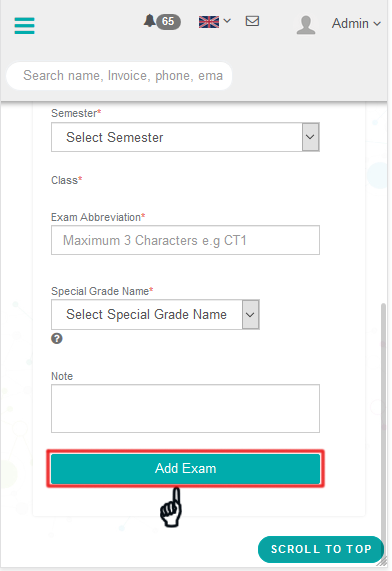 65
Admin
Search name, Invoice, phone, ema
Semester*
Select Semester
Class*
Exam Abbreviation*
Maximum 3 Characters e.g CT1
Special Grade Name*
Select Special Grade Name
?
Note
Add Exam
SCROLL TO TOP